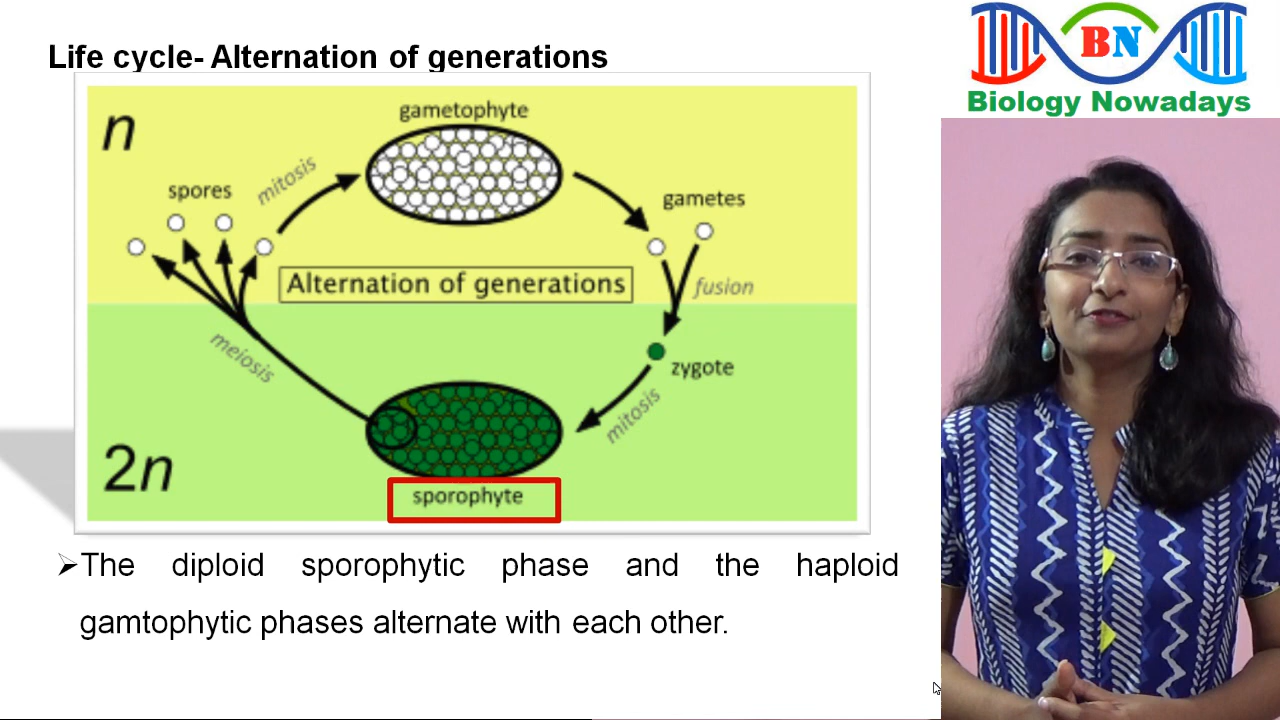 Life cycle- Alternation of generations
BN
Biology Nowadays
n
gametophyte
mitosis
spores
gametes
Alternation of generations
fusion
meiosis
zygote
mitosis
2n
sporophyte
➢The diploid sporophytic phase and the haploid
gamtophytic phases alternate with each other.